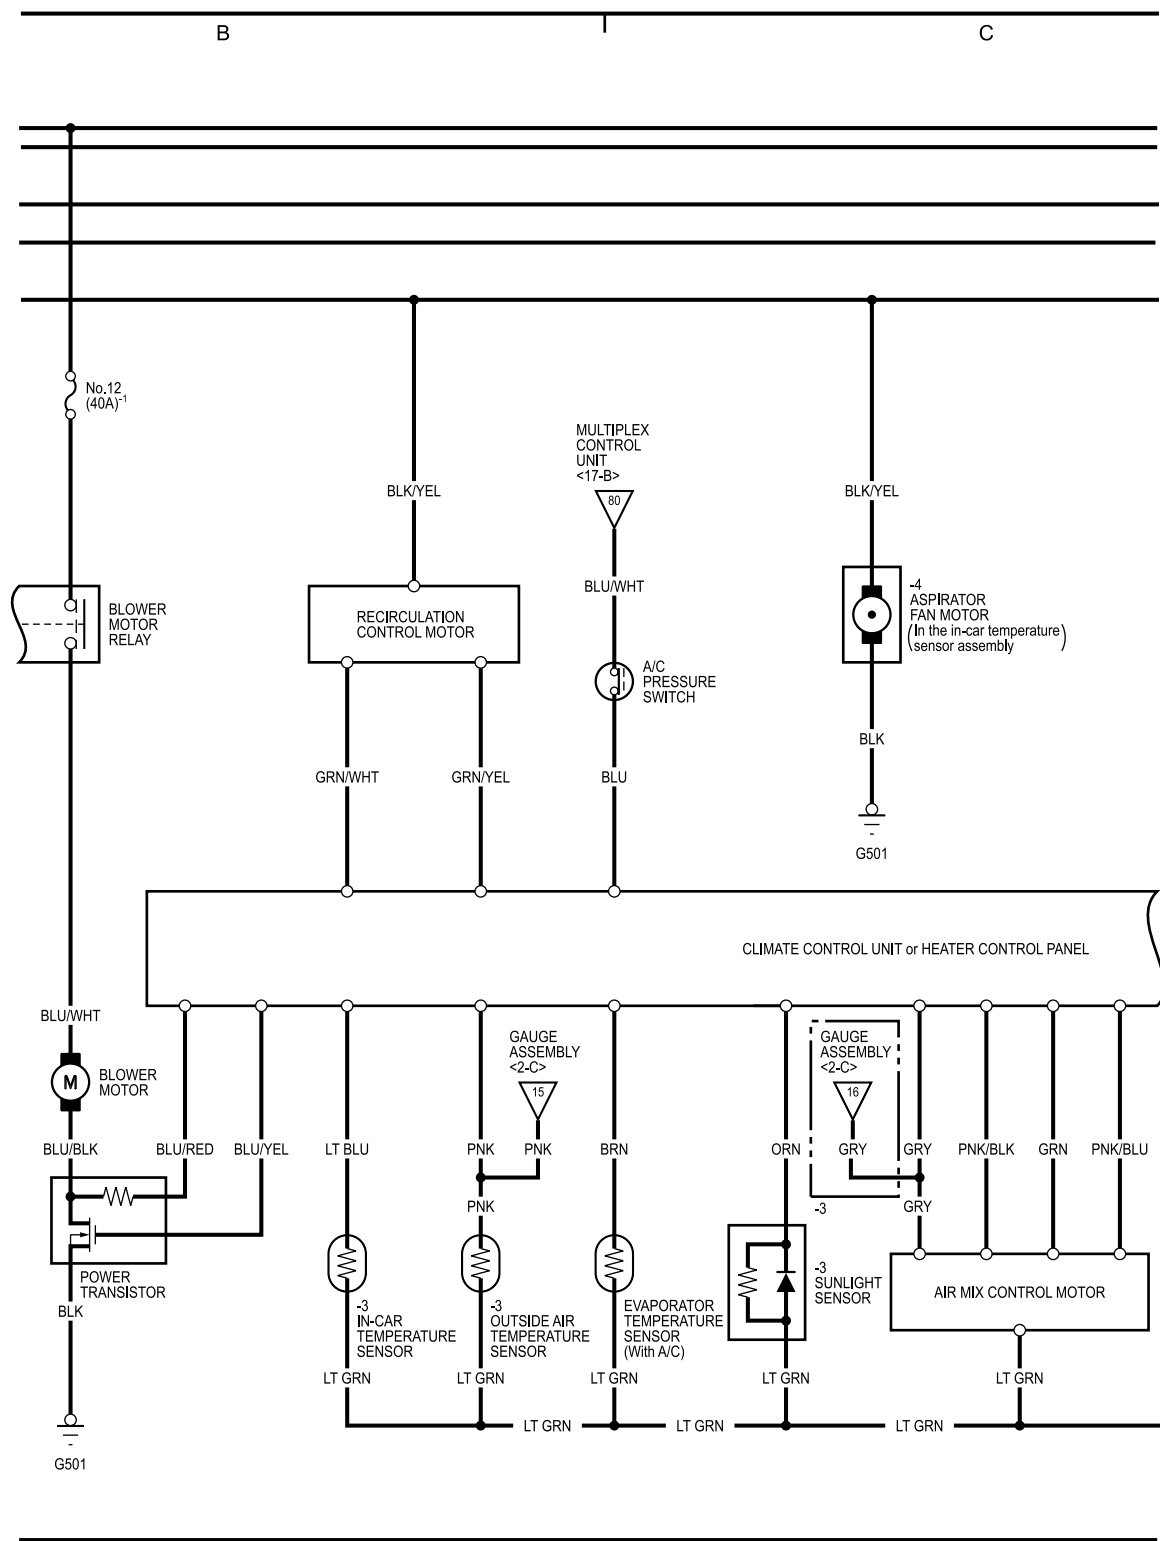 B
C
No.12
(40A)-1
MULTIPLEX
CONTROL
UNIT
<17-B>
80
BLK/YEL
BLK/YEL
BLU/WHT
BLOWER
MOTOR
RELAY
RECIRCULATION
CONTROL MOTOR
-4
ASPIRATOR
FAN MOTOR
(In the in-car temperature
sensor assembly)
A/C
PRESSURE
SWITCH
BLK
GRN/WHT
GRN/YEL
BLU
G501
CLIMATE CONTROL UNIT or HEATER CONTROL PANEL
BLU/WHT
GAUGE
ASSEMBLY
<2-C>
15
GAUGE
ASSEMBLY
<2-C>
16
M
BLOWER
MOTOR
BLU/BLK
BLU/RED
BLU/YEL
LT BLU
PNK
PNK
BRN
ORN
GRY
GRY
PNK/BLK
GRN
PNK/BLU
PNK
GRY
-3
POWER
TRANSISTOR
BLK
-3
IN-CAR
TEMPERATURE
SENSOR
-3
OUTSIDE AIR
TEMPERATURE
SENSOR
EVAPORATOR
TEMPERATURE
SENSOR
(With A/C)
-3
SUNLIGHT
SENSOR
AIR MIX CONTROL MOTOR
LT GRN
LT GRN
LT GRN
LT GRN
LT GRN
LT GRN
LT GRN
LT GRN
G501